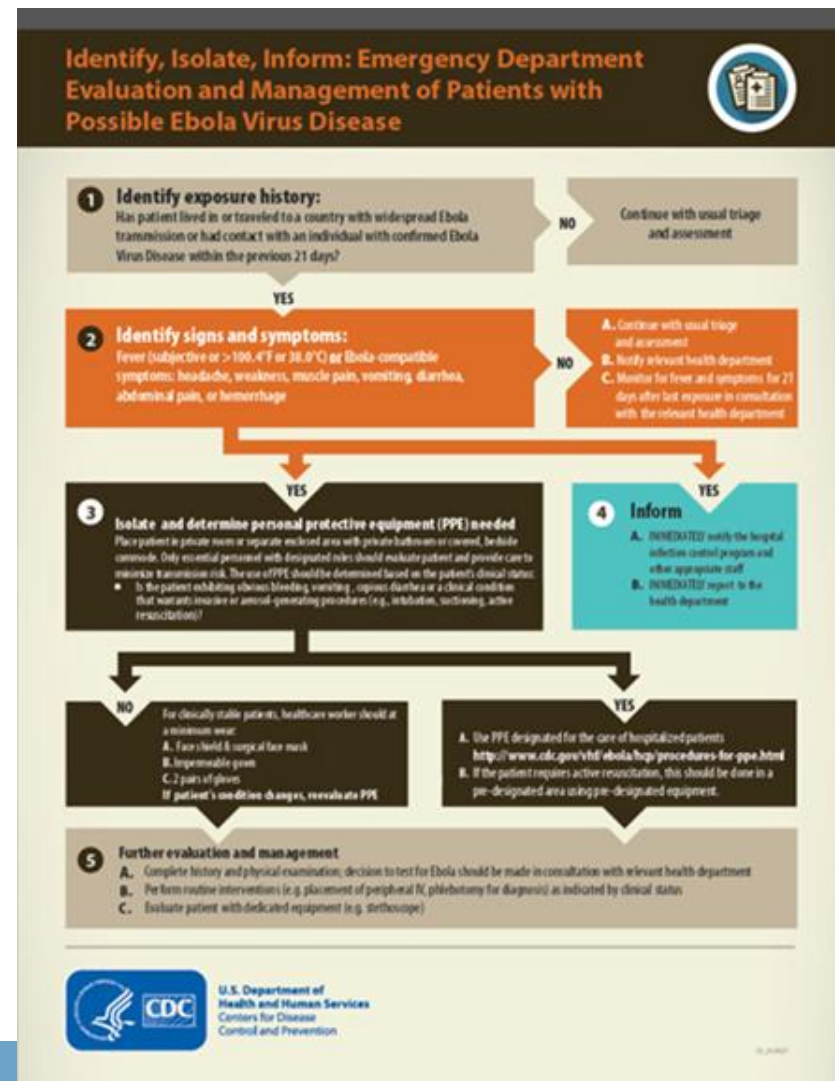 Identify, Isolate, Inform: Emergency Department
Evaluation and Management of Patients with
Possible Ebola Virus Disease
1 Identify exposure history:
Has patient lived in or traveled to a country with widespread Ebola
transmission or had contact with an individual with confirmed Ebola
Virus Disease within the previous 21 days?
NO
Continue with usual triage
and assessment
YES
2 Identify signs and symptoms:
Fever (subjective or >100.4°F or 38.0°C) or Ebola-compatible
symptoms: headache, weakness, muscle pain, vomiting, diarrhea,
abdominal pain, or hemorrhage
NO
A. Continue with usual triage
and assessment
B. Notify relevant health department
C. Monitor for fever and symptoms for 21
days after last exposure in consultation
with the relevant health department
YES
3 Isolate and determine personal protective equipment (PPE) needed
Place patient in private room or separate enclosed area with private bathroom or covered, bedside
commode. Only essential personnel with designated roles should evaluate patient and provide care to
minimize transmission risk. The use of PPE should be determined based on the patient's clinical status:
• Is the patient exhibiting obvious bleeding, vomiting, copious diarrhea or a clinical condition
that warrants invasive or aerosol-generating procedures (e.g., intubation, suctioning, active
resuscitation)?
YES
4 Inform
A. IMMEDIATELY notify the hospital
infection control program and
other appropriate staff
B. IMMEDIATELY report to the
health department
NO
For clinically stable patients, healthcare worker should at
a minimum wear:
A. Face shield & surgical face mask
B. Impermeable gown
C. 2 pairs of gloves
If patient's condition changes, reevaluate PPE
YES
A. Use PPE designated for the care of hospitalized patients
http://www.cdc.gov/vhf/ebola/hcp/procedures-for-ppe.html
B. If the patient requires active resuscitation, this should be done in a
pre-designated area using pre-designated equipment.
5 Further evaluation and management
A. Complete history and physical examination; decision to test for Ebola should be made in consultation with relevant health department
B. Perform routine interventions (e.g. placement of peripheral IV, phlebotomy for diagnosis) as indicated by clinical status
C. Evaluate patient with dedicated equipment (e.g. stethoscope)
CDC
U.S. Department of
Health and Human Services
Centers for Disease
Control and Prevention